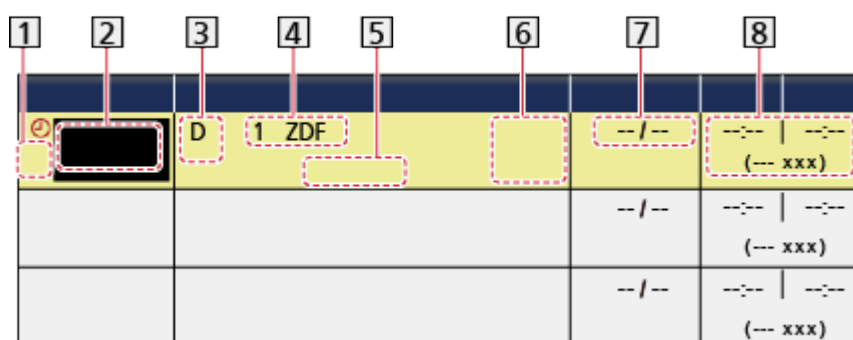 1 2 3 4 5 6 7 8
D 1 ZDF --/-- --:-- | --:--
(--- xxx)
--/-- --:-- | --:--
(--- xxx)
--/-- --:-- | --:--
(--- xxx)